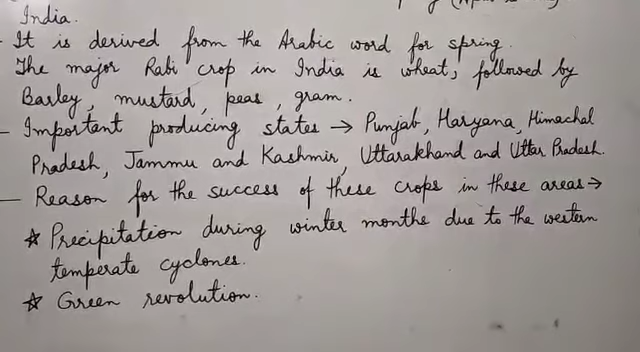 India.
- It is derived from the Arabic word for spring.
The major Rabi crop in India is wheat, followed by
Barley, mustard, peas, gram.
- Important producing states → Punjab, Haryana, Himachal
Pradesh, Jammu and Kashmir, Uttarakhand and Uttar Pradesh.
- Reason for the success of these crops in these areas →
☆ Precipitation during winter months due to the western
temperate cyclones.
☆ Green revolution.